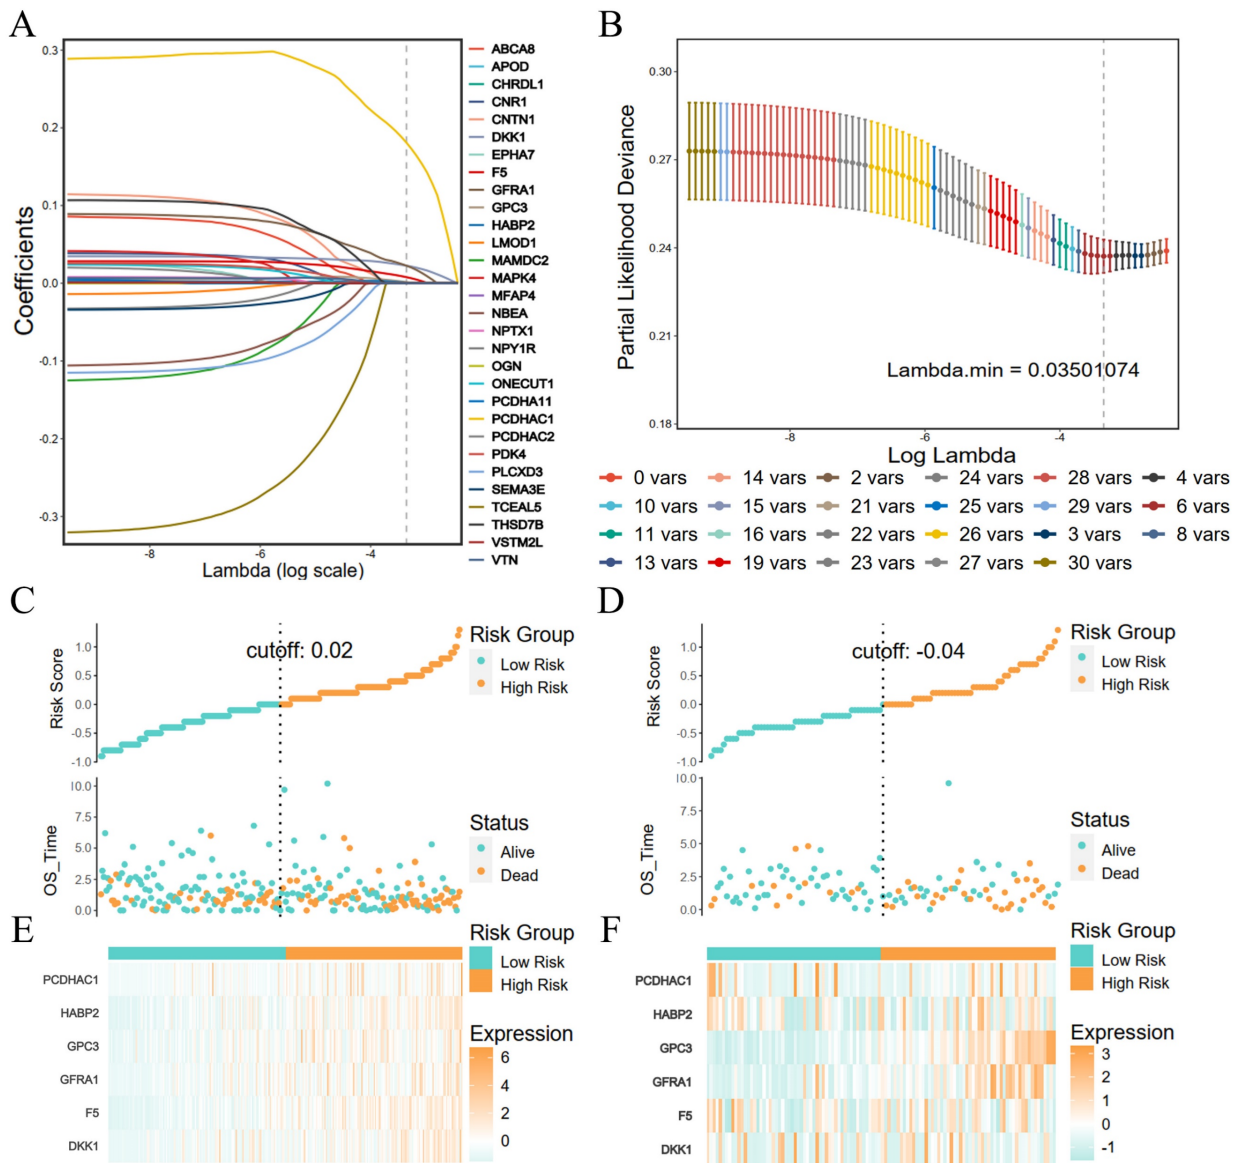 A
B
0.3
0.2
0.1
0.0
-0.1
-0.2
-0.3
Coefficients
-8
-6
-4
Lambda (log scale)
ABCA8
APOD
CHRDL1
CNR1
CNTN1
DKK1
EPHA7
F5
GFRA1
GPC3
HABP2
LMOD1
MAMDC2
MAPK4
MFAP4
NBEA
NPTX1
NPY1R
OGN
ONECUT1
PCDHA11
PCDHAC1
PCDHAC2
PDK4
PLCXD3
SEMA3E
TCEAL5
THSD7B
VSTM2L
VTN
0.30
0.27
0.24
0.21
0.18
Partial Likelihood Deviance
Lambda.min = 0.03501074
-8
-6
-4
Log Lambda
0 vars 14 vars 2 vars 24 vars 28 vars 4 vars
10 vars 15 vars 21 vars 25 vars 29 vars 6 vars
11 vars 16 vars 22 vars 26 vars 3 vars 8 vars
13 vars 19 vars 23 vars 27 vars 30 vars
C
1.0
0.5
0.0
-0.5
-1.0
Risk Score
cutoff: 0.02
Risk Group
Low Risk
High Risk
10.0
7.5
5.0
2.5
0.0
OS_Time
Status
Alive
Dead
D
1.0
0.5
0.0
-0.5
-1.0
Risk Score
cutoff: -0.04
Risk Group
Low Risk
High Risk
10.0
7.5
5.0
2.5
0.0
OS_Time
Status
Alive
Dead
E
PCDHAC1
HABP2
GPC3
GFRA1
F5
DKK1
Risk Group
Low Risk
High Risk
Expression
6
4
2
0
F
PCDHAC1
HABP2
GPC3
GFRA1
F5
DKK1
Risk Group
Low Risk
High Risk
Expression
3
2
1
0
-1